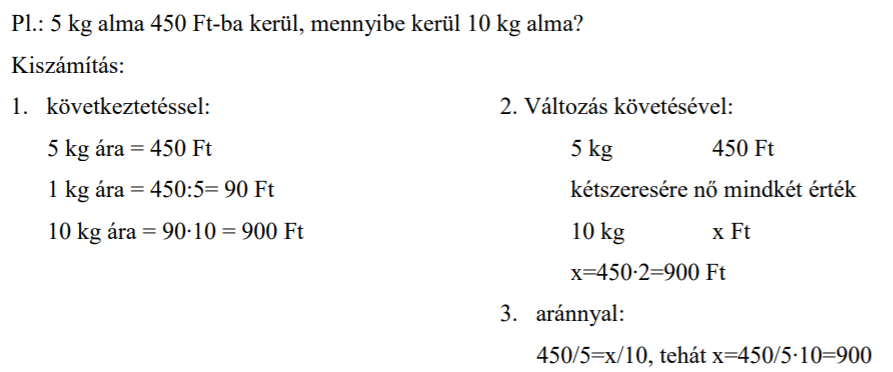 Pl.: 5 kg alma 450 Ft-ba kerül, mennyibe kerül 10 kg alma?
Kiszámítás:
1. következtetéssel:
5 kg ára = 450 Ft
1 kg ára = 450:5= 90 Ft
10 kg ára = 90·10 = 900 Ft
2. Változás követésével:
5 kg 450 Ft
kétszeresére nő mindkét érték
10 kg x Ft
x=450·2=900 Ft
3. aránnyal:
450/5=x/10, tehát x=450/5·10=900